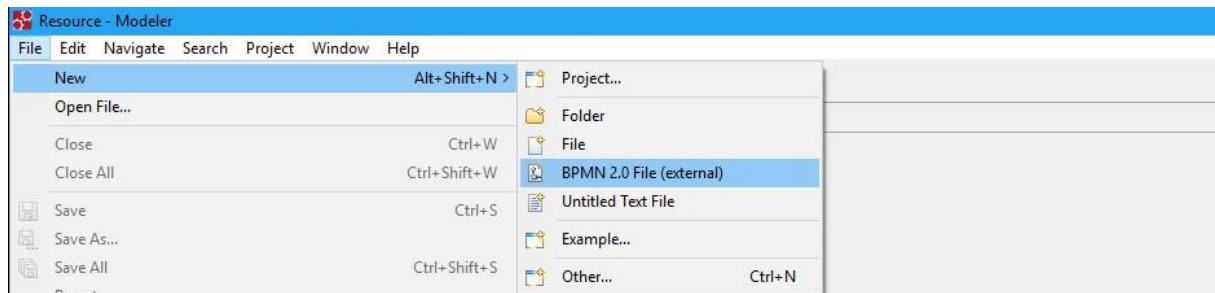 Resource - Modeler
File Edit Navigate Search Project Window Help
New Alt+Shift+N >
Open File...
Close Ctrl+W
Close All Ctrl+Shift+W
Save Ctrl+S
Save As...
Save All Ctrl+Shift+S
Project...
Folder
File
BPMN 2.0 File (external)
Untitled Text File
Example...
Other... Ctrl+N